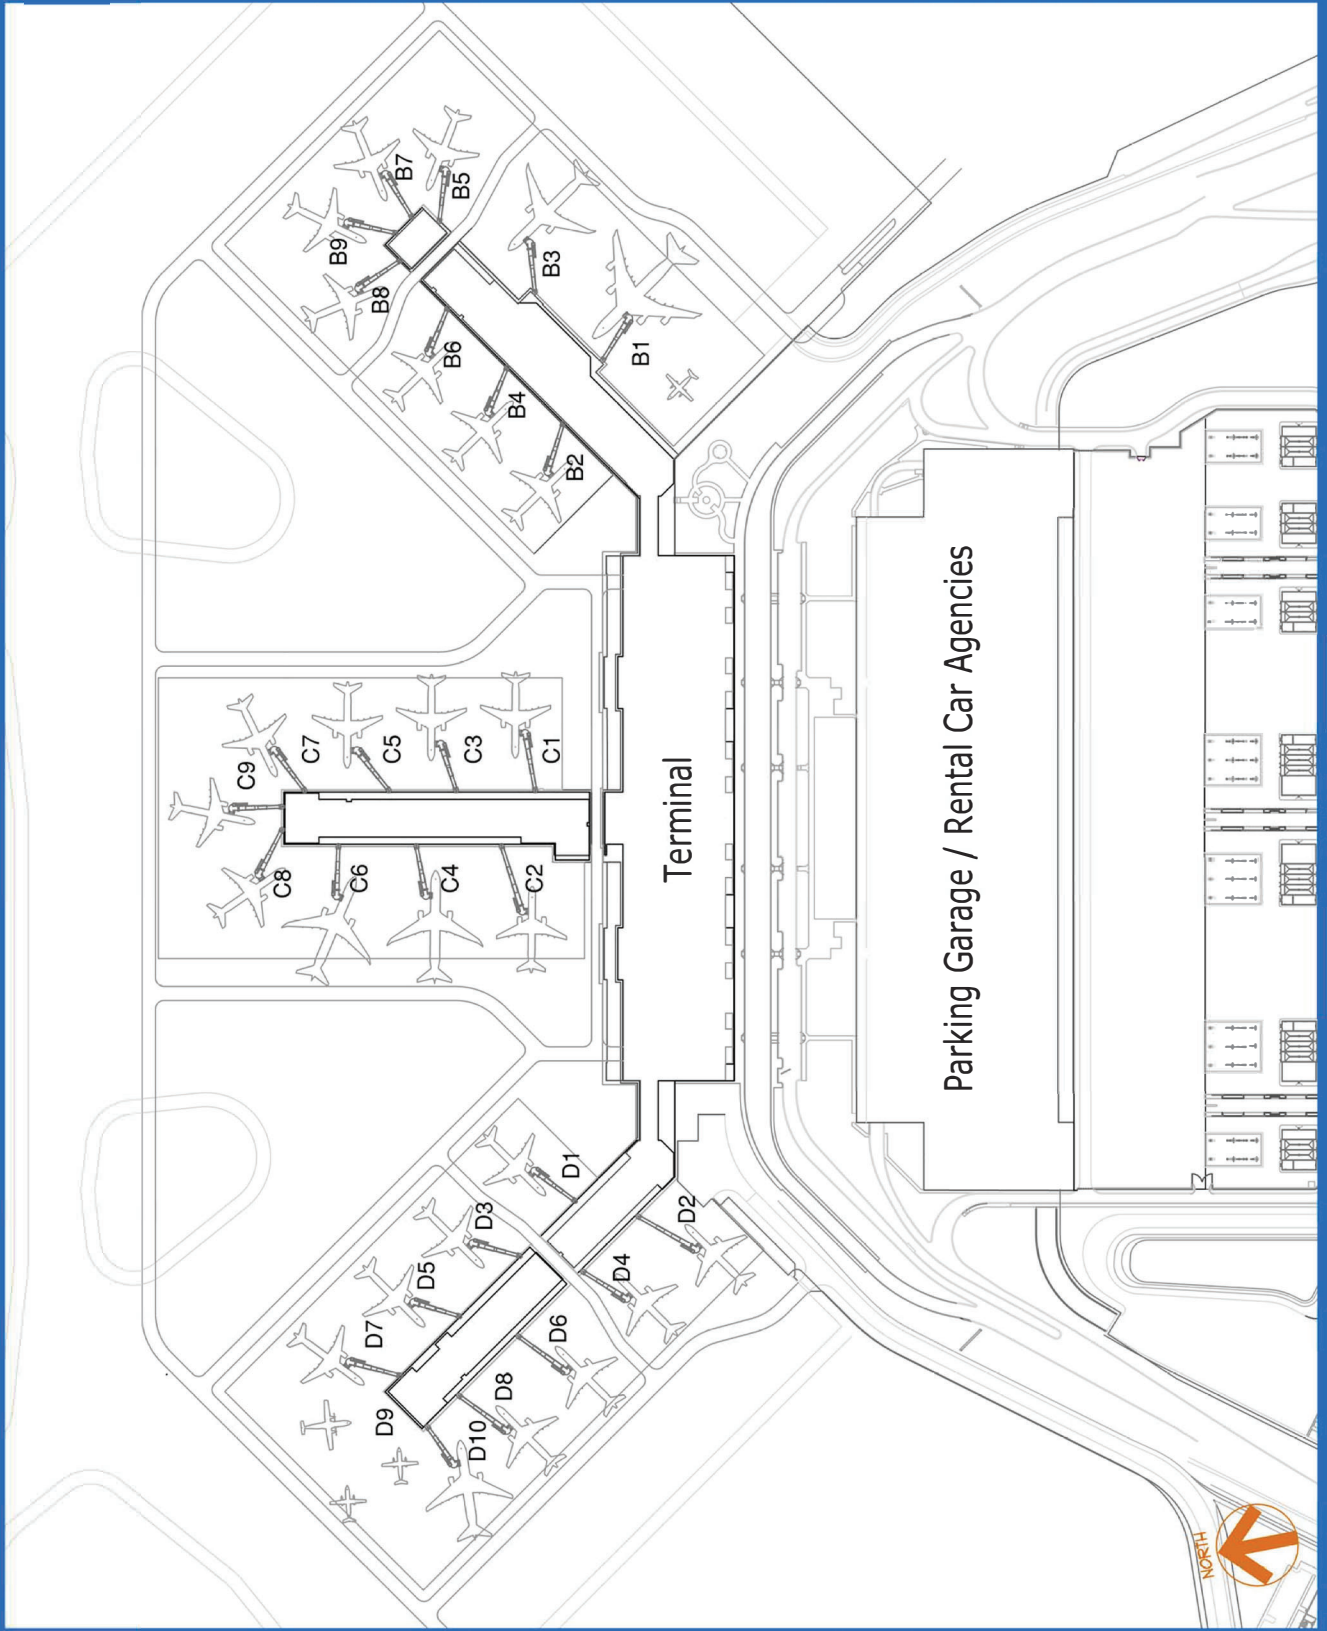 B7
B5
B9
B3
B8
B1
B6
B4
B2
C9
C7
C5
C3
C1
Terminal
Parking Garage / Rental Car Agencies
C8
C6
C4
C2
D1
D3
D2
D5
D4
D7
D6
D8
D9
D10
NORTH